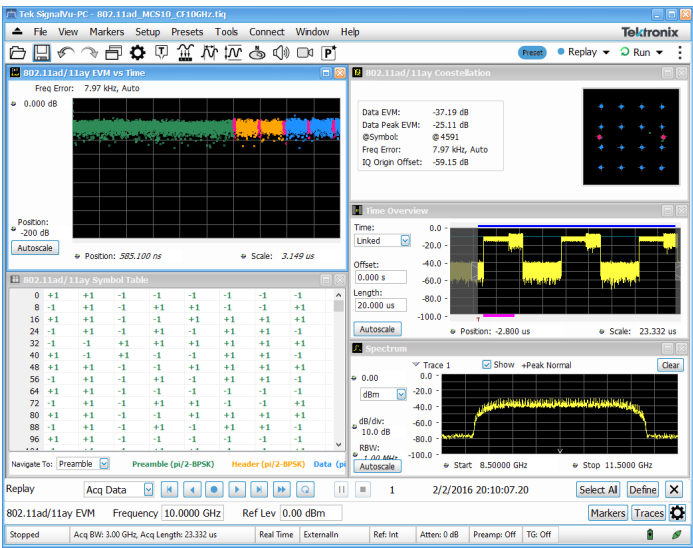 Tek SignalVu-PC - 802.11ad_MCS10_CF10GHz.tiq
File View Markers Setup Presets Tools Connect Window Help
Tektronix
Preset Replay Run
802.11ad/11ay EVM vs Time
Freq Error: 7.97 kHz, Auto
0.000 dB
Position:
-200 dB
Autoscale
Position: 585.100 ns Scale: 3.149 us
802.11ad/11ay Constellation
Data EVM: -37.19 dB
Data Peak EVM: -25.11 dB
@Symbol: @ 4591
Freq Error: 7.97 kHz, Auto
IQ Origin Offset: -59.15 dB
Time Overview
Time:
Linked
Offset:
0.000 s
Length:
20.000 us
Autoscale
0.0
-20.0
-40.0
-60.0
-80.0
-100.0
T
Position: -2.800 us Scale: 23.332 us
802.11ad/11ay Symbol Table
0 +1 +1 -1 -1 -1 -1 -1
8 -1 -1 -1 +1 +1 -1 -1 +1
16 +1 +1 -1 -1 +1 +1 +1 +1
24 -1 +1 -1 +1 -1 +1 +1 -1
32 -1 -1 +1 +1 +1 +1 -1 -1
40 +1 -1 +1 -1 -1 +1 +1 -1
48 +1 +1 -1 -1 +1 +1 +1 +1
56 -1 +1 -1 +1 -1 +1 +1 -1
64 +1 +1 -1 -1 -1 -1 -1 -1
72 -1 +1 -1 +1 +1 -1 -1 +1
80 +1 +1 -1 -1 +1 +1 +1 +1
88 -1 +1 -1 +1 -1 +1 +1 -1
96 +1 +1 -1 -1 -1 -1 -1 -1
Navigate To: Preamble Preamble (pi/2-BPSK) Header (pi/2-BPSK) Data (pi
Spectrum
Trace 1 Show +Peak Normal Clear
0.00
dBm
dB/div:
10.0 dB
RBW:
1.00 MHz
Autoscale
0.0
-20.0
-40.0
-60.0
-80.0
-100.0
Start 8.50000 GHz Stop 11.5000 GHz
Replay Acq Data 1 2/2/2016 20:10:07.20 Select All Define
802.11ad/11ay EVM Frequency 10.0000 GHz Ref Lev 0.00 dBm Markers Traces
Stopped Acq BW: 3.00 GHz, Acq Length: 23.332 us Real Time ExternalIn Ref: Int Atten: 0 dB Preamp: Off TG: Off